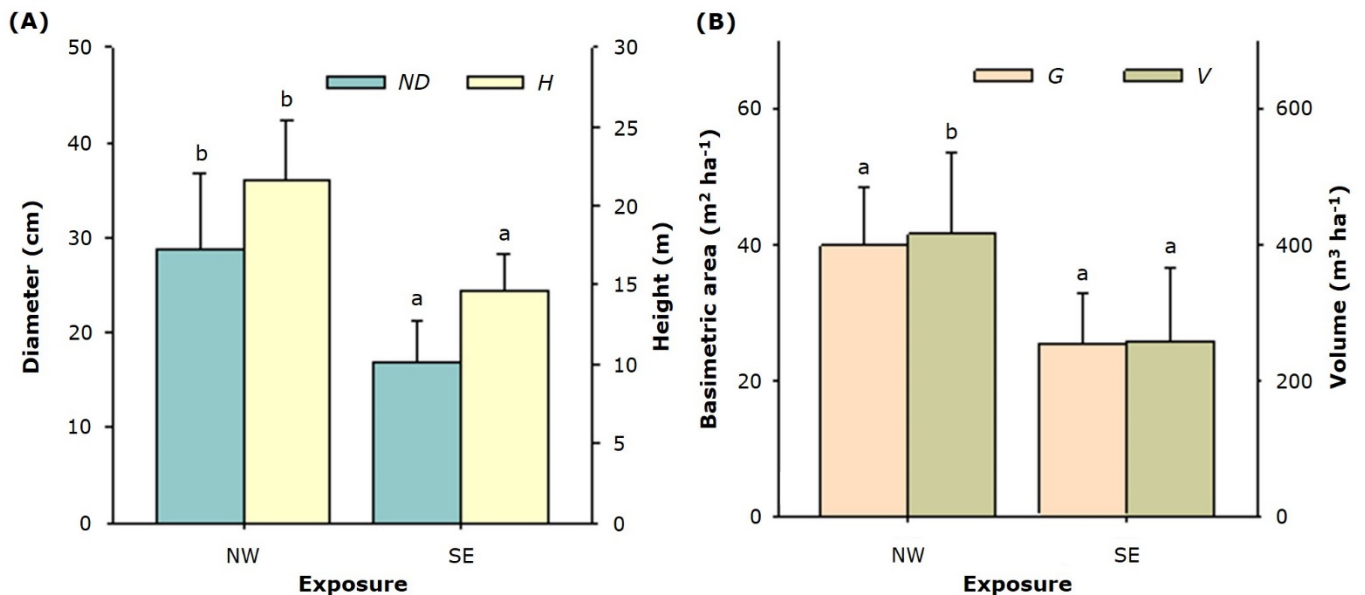 (A)
50
40
30
20
10
0
Diameter (cm)
ND
H
b
b
a
a
30
25
20
15
10
5
0
Height (m)
NW
SE
Exposure
(B)
60
40
20
0
Basimetric area (m² ha⁻¹)
G
V
a
b
a
a
600
400
200
0
Volume (m³ ha⁻¹)
NW
SE
Exposure